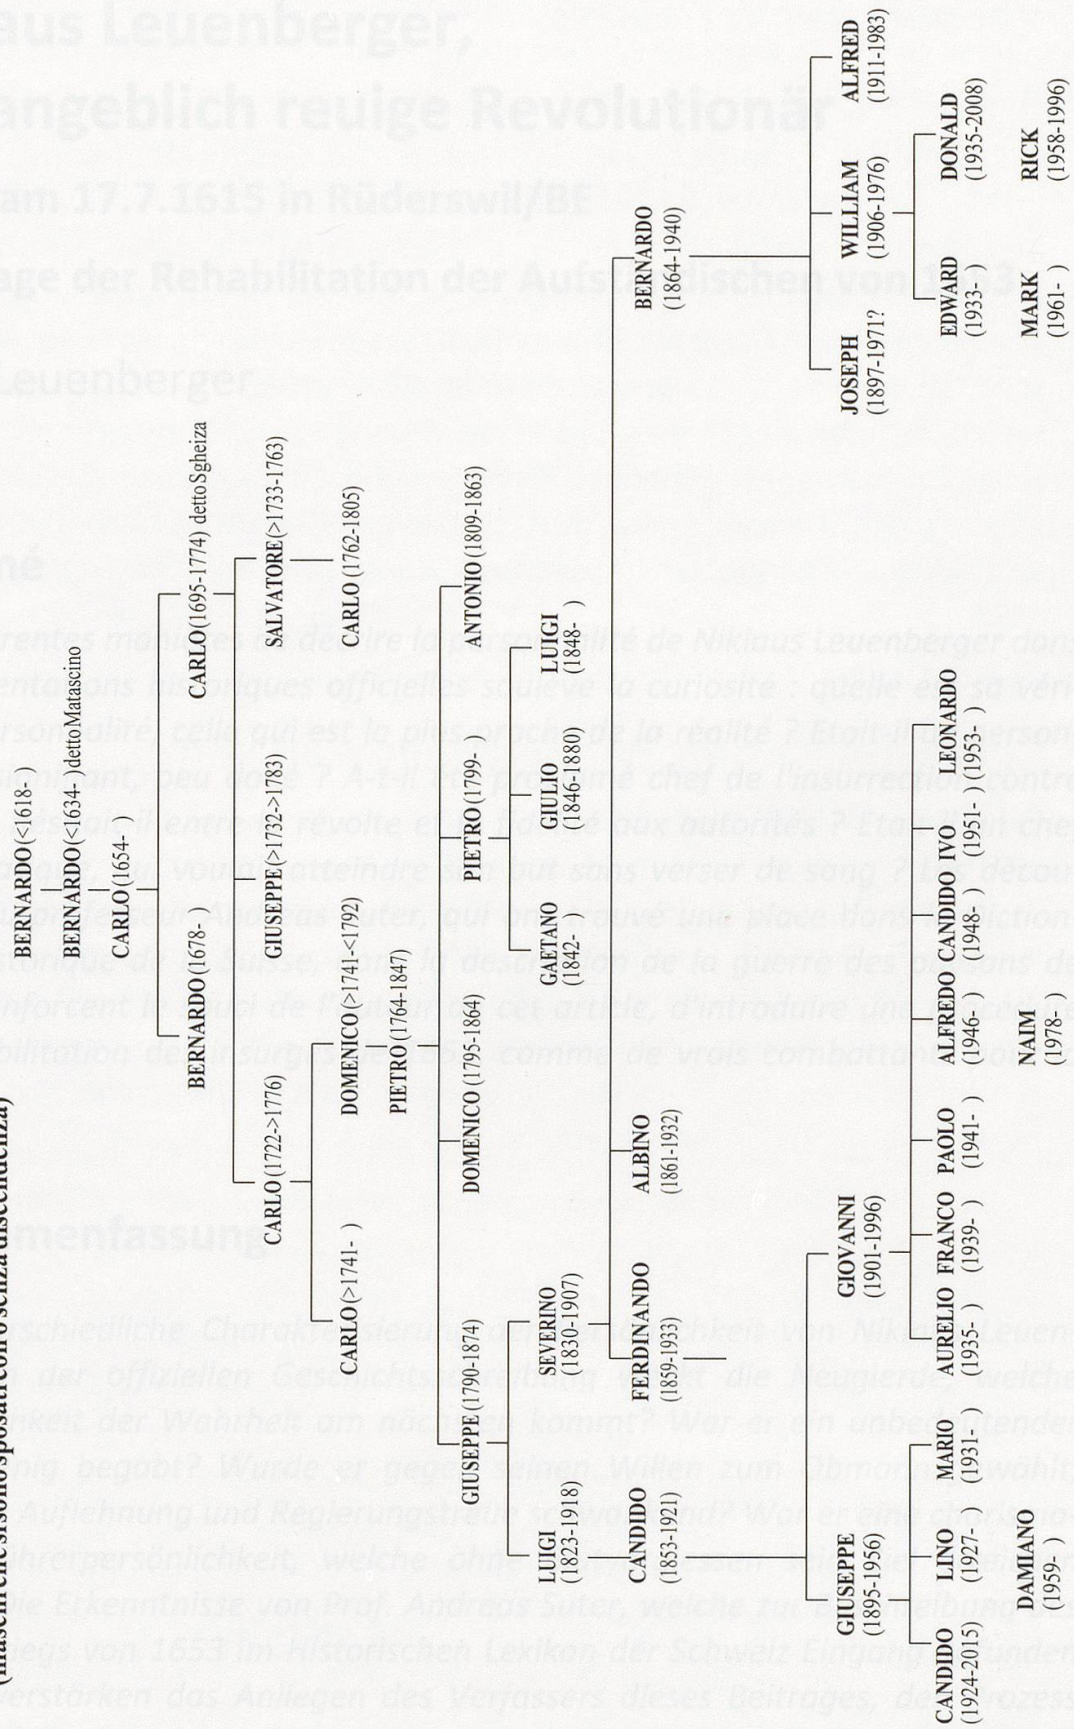 (maschi che si sono sposati con o senza discendenza)
BERNARDO (<1618- )
BERNARDO (<1634- ) detto Matascino
CARLO (1654- )
BERNARDO (1678- )
CARLO (1695-1774) detto Sgheiza
CARLO (1722->1776)
GIUSEPPE (>1732->1783)
SALVATORE (>1733-1763)
CARLO (>1741- )
DOMENICO (>1741-<1792)
CARLO (1762-1805)
PIETRO (1764-1847)
GIUSEPPE (1790-1874)
DOMENICO (1795-1864)
PIETRO (1799-
ANTONIO (1809-1863)
LUIGI
(1823-1918)
SEVERINO
(1830-1907)
GAETANO
(1842- )
GIULIO
(1846-1880)
LUIGI
(1848- )
CANDIDO
(1853-1921)
FERDINANDO
(1859-1933)
ALBINO
(1861-1932)
BERNARDO
(1864-1940)
GIUSEPPE
(1895-1956)
GIOVANNI
(1901-1996)
JOSEPH
(1897-1971?
WILLIAM
(1906-1976)
ALFRED
(1911-1983)
CANDIDO LINO MARIO AURELIO FRANCO PAOLO ALFREDO CANDIDO IVO LEONARDO EDWARD DONALD
(1924-2015) (1927- ) (1931- ) (1935- ) (1939- ) (1941- ) (1946- ) (1948- ) (1951- ) (1953- ) (1933- ) (1935-2008)
DAMIANO NAIM MARK RICK
(1959- ) (1978- ) (1961- ) (1958-1996)